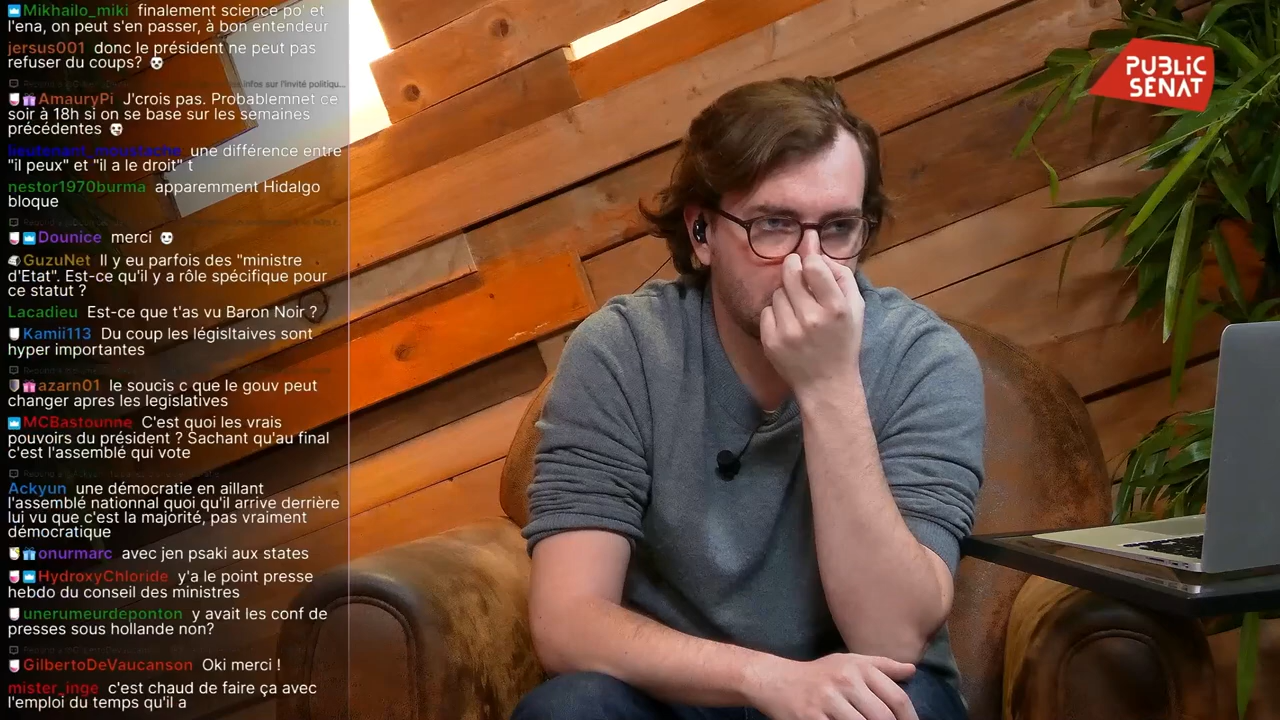 Mikhailo_miki finalement science po' et
l'ena, on peut s'en passer, à bon entendeur
jersus001 donc le président ne peut pas
refuser du coups?
infos sur l'invité politiqu...
AmauryPi J'crois pas. Probablemnet ce
soir à 18h si on se base sur les semaines
précédentes
lieutenant_moustache une différence entre
"il peux" et "il a le droit" t
nestor1970burma apparemment Hidalgo
bloque
Dounice merci
GuzuNet Il y eu parfois des "ministre
d'Etat". Est-ce qu'il y a rôle spécifique pour
ce statut ?
Lacadieu Est-ce que t'as vu Baron Noir ?
Kamii113 Du coup les législtaives sont
hyper importantes
azarn01 le soucis c que le gouv peut
changer apres les legislatives
MCBastounne C'est quoi les vrais
pouvoirs du président ? Sachant qu'au final
c'est l'assemblé qui vote
Ackyun une démocratie en aillant
l'assemblé nationnal quoi qu'il arrive derrière
lui vu que c'est la majorité, pas vraiment
démocratique
onurmarc avec jen psaki aux states
HydroxyChloride y'a le point presse
hebdo du conseil des ministres
unerumeurdeponton y avait les conf de
presses sous hollande non?
GilbertoDeVaucanson Oki merci !
mister_inge c'est chaud de faire ça avec
l'emploi du temps qu'il a
PUBLIC
SÉNAT